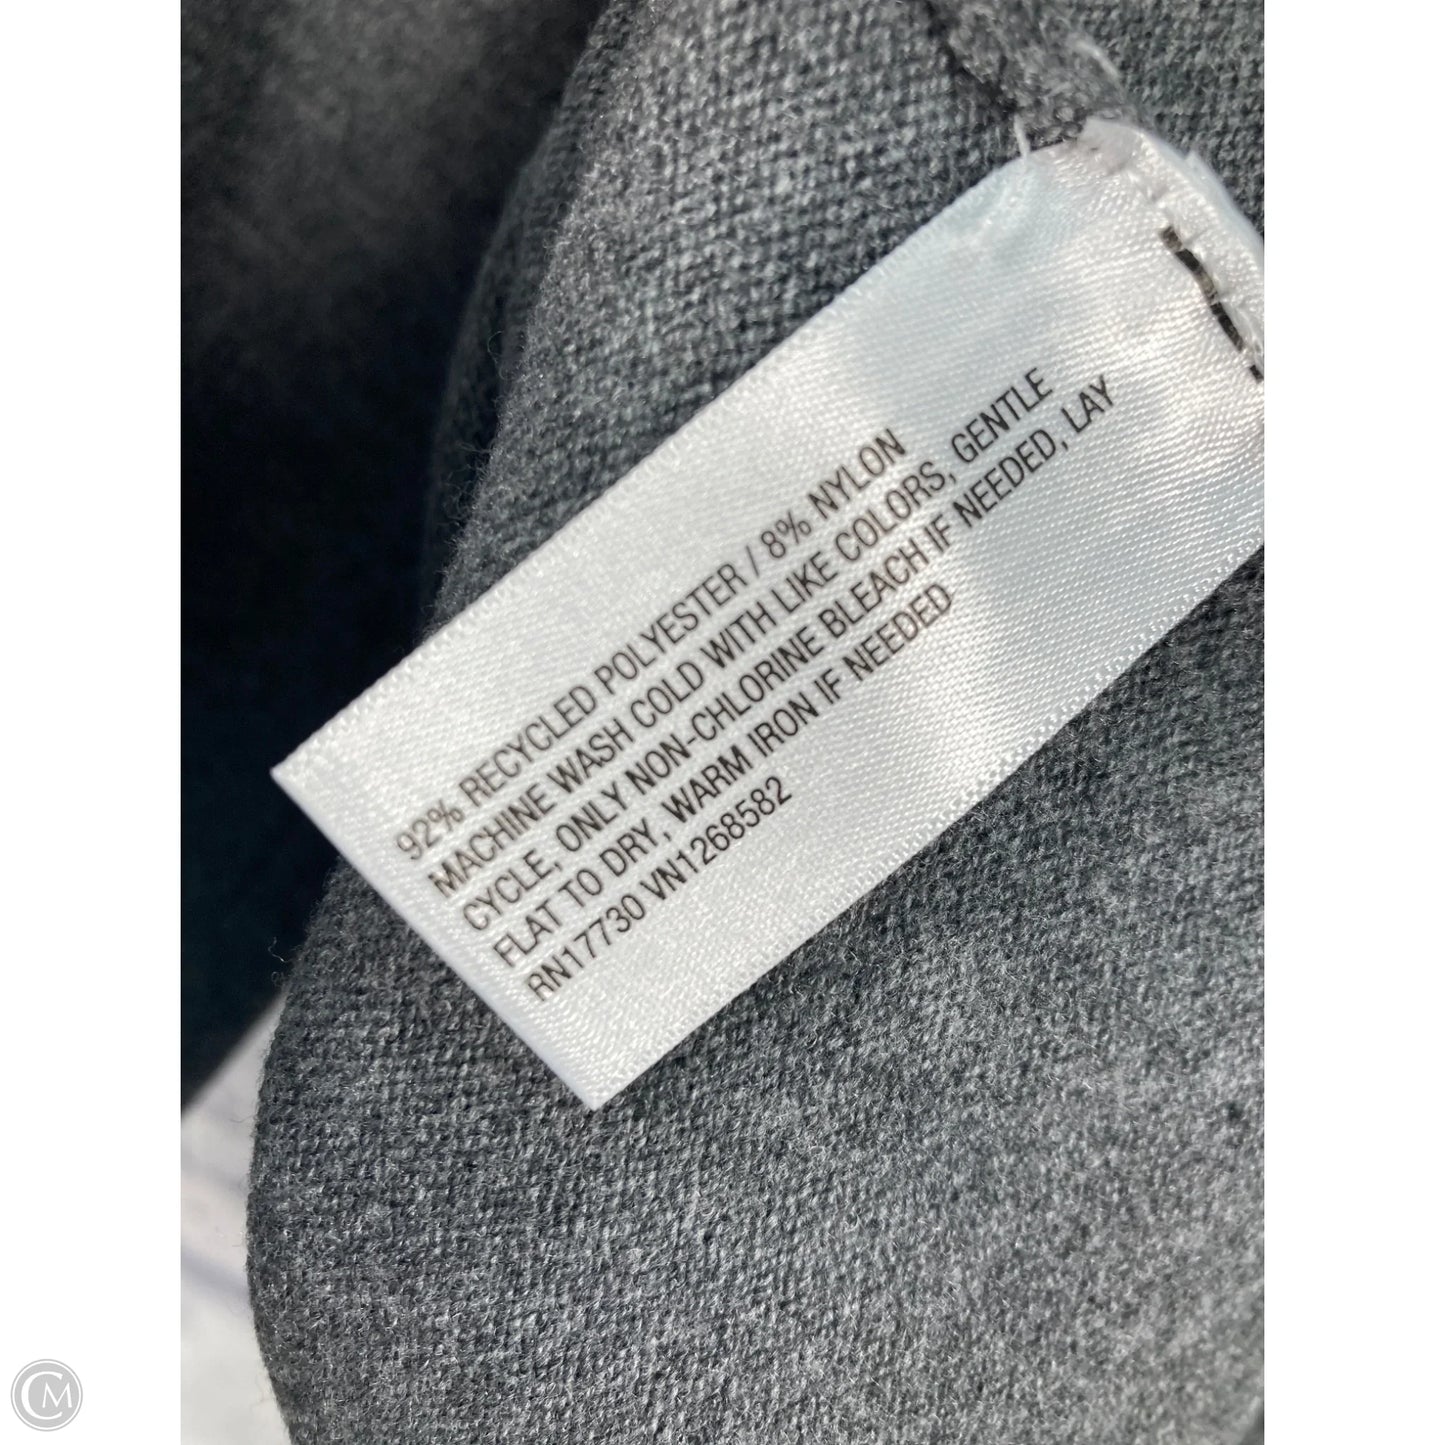 92% RECYCLED POLYESTER / 8% NYLON
MACHINE WASH COLD WITH LIKE COLORS, GENTLE
CYCLE, ONLY NON-CHLORINE BLEACH IF NEEDED, LAY
FLAT TO DRY, WARM IRON IF NEEDED
RN17730 VN1268582
CM